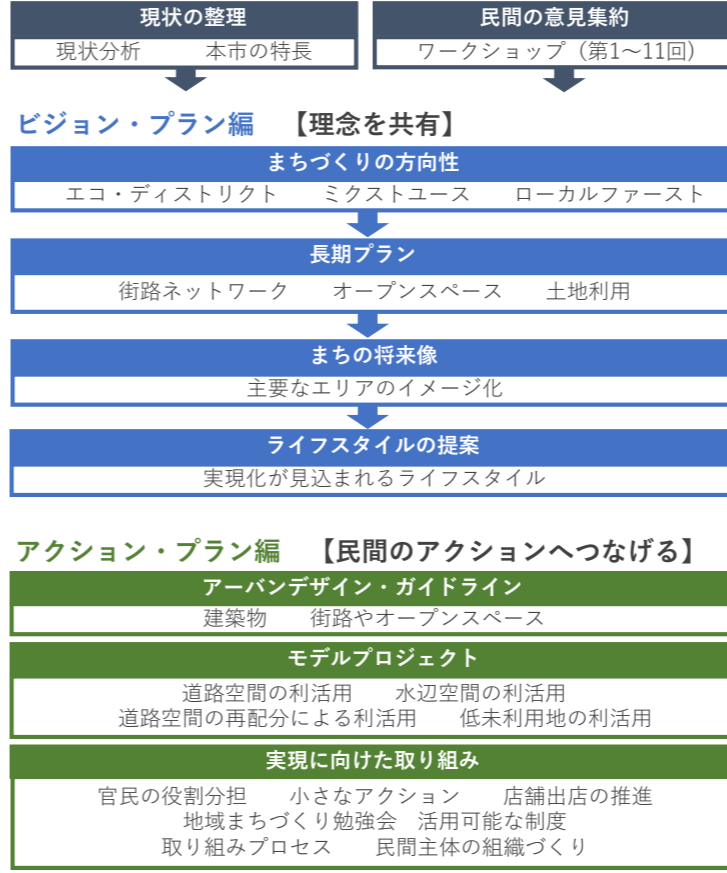 現状の整理
現状分析　本市の特長
民間の意見集約
ワークショップ（第1～11回）
ビジョン・プラン編　【理念を共有】
まちづくりの方向性
エコ・ディストリクト　ミクストユース　ローカルファースト
長期プラン
街路ネットワーク　オープンスペース　土地利用
まちの将来像
主要なエリアのイメージ化
ライフスタイルの提案
実現化が見込まれるライフスタイル
アクション・プラン編　【民間のアクションへつなげる】
アーバンデザイン・ガイドライン
建築物　街路やオープンスペース
モデルプロジェクト
道路空間の利活用　水辺空間の利活用
道路空間の再配分による利活用　低未利用地の利活用
実現に向けた取り組み
官民の役割分担　小さなアクション　店舗出店の推進
地域まちづくり勉強会　活用可能な制度
取り組みプロセス　民間主体の組織づくり